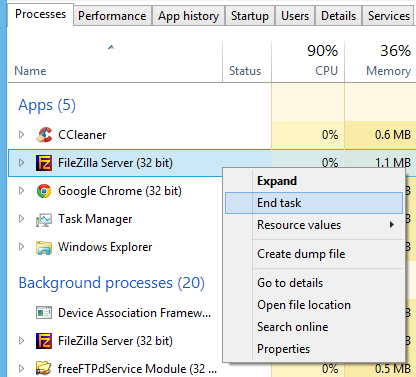 Processes Performance App history Startup Users Details Services
90% 36%
Name Status CPU Memory
Apps (5)
CCleaner 0% 0.6 MB
FileZilla Server (32 bit) 0% 1.1 MB
Google Chrome (32 bit)
Task Manager
Windows Explorer
Expand
End task
Resource values
Create dump file
Go to details
Open file location
Search online
Properties
Background processes (20)
Device Association Framew...
FileZilla Server (32 bit)
freeFTPdService Module (32 bit) 0% 0.5 MB